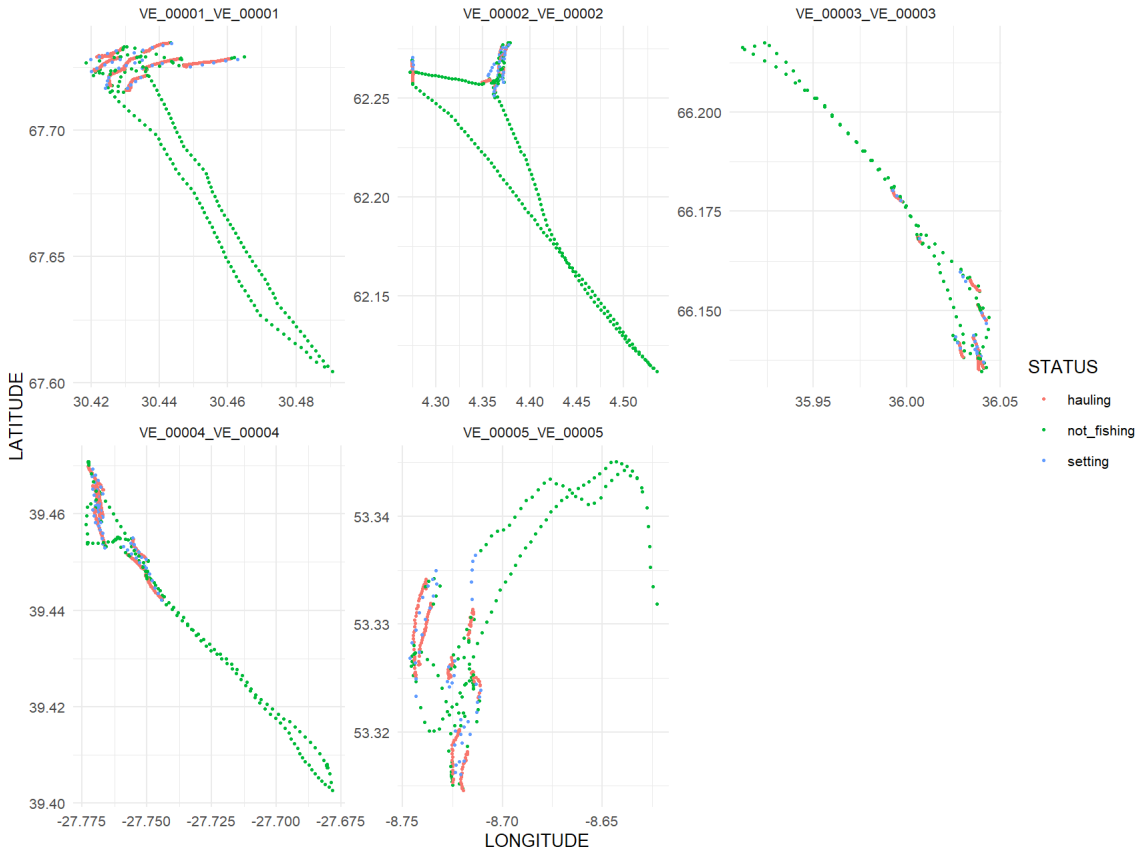 VE_00001_VE_00001
VE_00002_VE_00002
VE_00003_VE_00003
67.70
67.65
67.60
30.42 30.44 30.46 30.48
62.25
62.20
62.15
4.30 4.35 4.40 4.45 4.50
66.200
66.175
66.150
35.95 36.00 36.05
LATITUDE
STATUS
hauling
not_fishing
setting
VE_00004_VE_00004
VE_00005_VE_00005
39.46
39.44
39.42
39.40
-27.775 -27.750 -27.725 -27.700 -27.675
53.34
53.33
53.32
-8.75 -8.70 -8.65
LONGITUDE